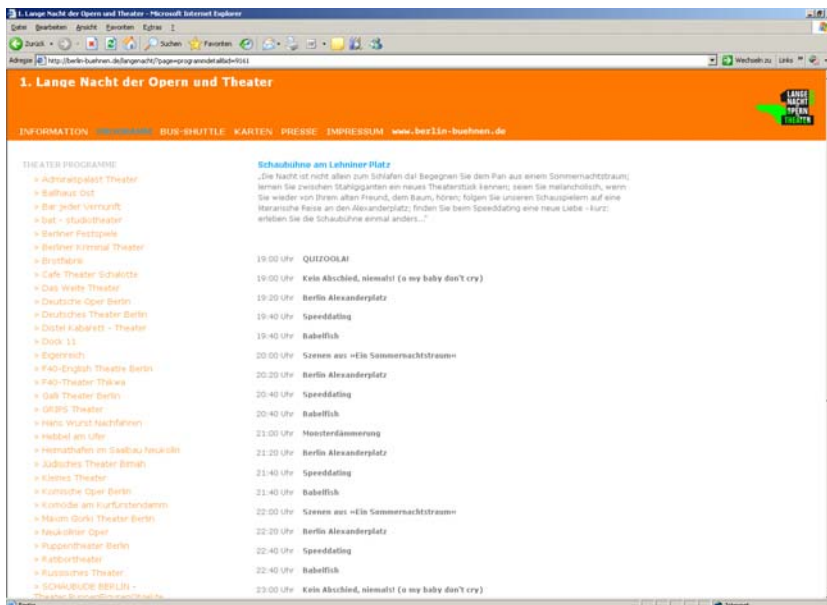 1. Lange Nacht der Opern und Theater - Microsoft Internet Explorer
Datei Bearbeiten Ansicht Favoriten Extras ?
Zurück Suchen Favoriten
Adresse http://berlin-buehnen.de/langenacht/?page=programmdetail&id=9161 Wechseln zu Links
1. Lange Nacht der Opern und Theater
LANGE
NACHT
OPERN
THEATER
INFORMATION PROGRAMM BUS-SHUTTLE KARTEN PRESSE IMPRESSUM www.berlin-buehnen.de
THEATER PROGRAMME
» Admiralspalast Theater
» Ballhaus Ost
» Bar jeder Vernunft
» bat - studiotheater
» Berliner Festspiele
» Berliner Kriminal Theater
» Brotfabrik
» Cafe Theater Schalotte
» Das Weite Theater
» Deutsche Oper Berlin
» Deutsches Theater Berlin
» Distel Kabarett - Theater
» Dock 11
» Eigenreich
» F40-English Theatre Berlin
» F40-Theater Thikwa
» Galli Theater Berlin
» GRIPS Theater
» Hans Wurst Nachfahren
» Hebbel am Ufer
» Heimathafen im Saalbau Neukölln
» Jüdisches Theater Bimah
» Kleines Theater
» Komische Oper Berlin
» Komödie am Kurfürstendamm
» Maxim Gorki Theater Berlin
» Neuköllner Oper
» Puppentheater Berlin
» Ratibortheater
» Russisches Theater
» SCHAUBUDE BERLIN -
Schaubühne am Lehniner Platz
„Die Nacht ist nicht allein zum Schlafen da! Begegnen Sie dem Pan aus einem Sommernachtstraum;
lernen Sie zwischen Stahlgiganten ein neues Theaterstück kennen; seien Sie melancholisch, wenn
Sie wieder von Ihrem alten Freund, dem Baum, hören; folgen Sie unseren Schauspielern auf eine
literarische Reise an den Alexanderplatz; finden Sie beim Speeddating eine neue Liebe - kurz:
erleben Sie die Schaubühne einmal anders..."
19:00 Uhr QUIZOOLA!
19:00 Uhr Kein Abschied, niemals! (o my baby don't cry)
19:20 Uhr Berlin Alexanderplatz
19:40 Uhr Speeddating
19:40 Uhr Babelfish
20:00 Uhr Szenen aus »Ein Sommernachtstraum«
20:20 Uhr Berlin Alexanderplatz
20:40 Uhr Speeddating
20:40 Uhr Babelfish
21:00 Uhr Monsterdämmerung
21:20 Uhr Berlin Alexanderplatz
21:40 Uhr Speeddating
21:40 Uhr Babelfish
22:00 Uhr Szenen aus »Ein Sommernachtstraum«
22:20 Uhr Berlin Alexanderplatz
22:40 Uhr Speeddating
22:40 Uhr Babelfish
23:00 Uhr Kein Abschied, niemals! (o my baby don't cry)
Internet